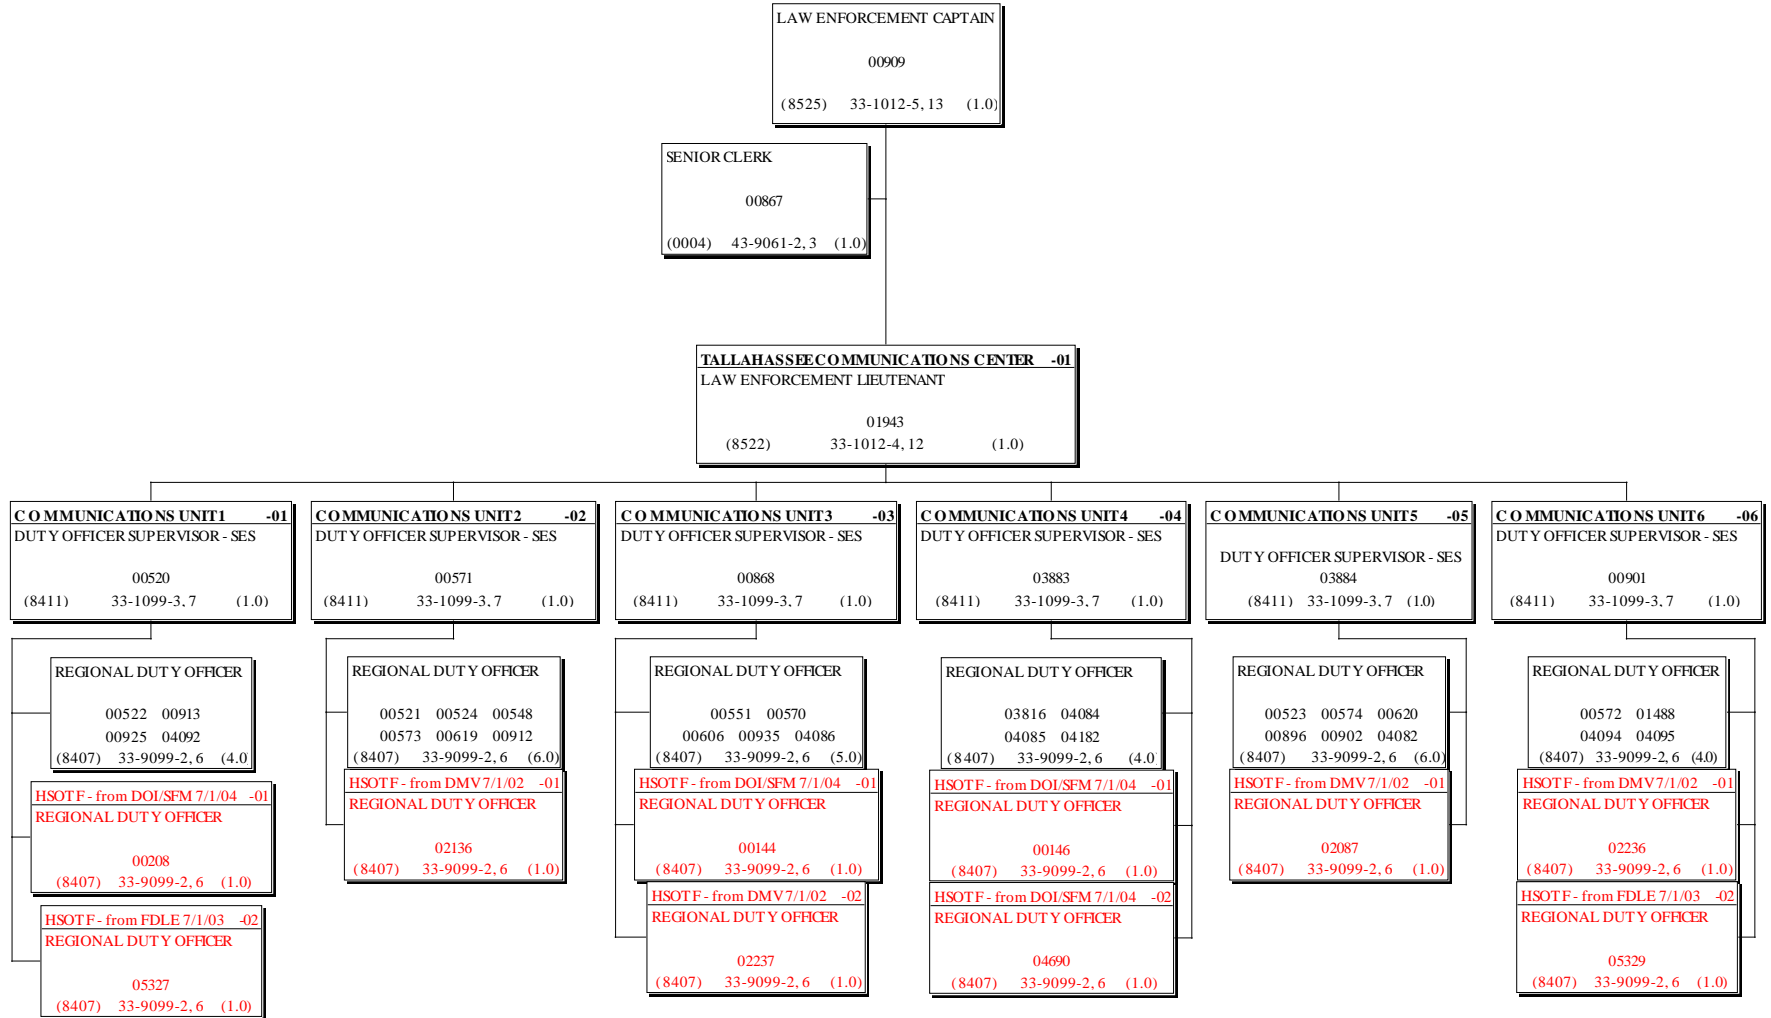 LAW ENFORCEMENT CAPTAIN
00909
(8525) 33-1012-5, 13 (1.0)
SENIOR CLERK
00867
(0004) 43-9061-2, 3 (1.0)
TALLAHASSEE COMMUNICATIONS CENTER -01
LAW ENFORCEMENT LIEUTENANT
01943
(8522) 33-1012-4, 12 (1.0)
COMMUNICATIONS UNIT 1 -01
DUTY OFFICER SUPERVISOR - SES
00520
(8411) 33-1099-3, 7 (1.0)
REGIONAL DUTY OFFICER
00522 00913
00925 04092
(8407) 33-9099-2, 6 (4.0)
HSOTF - from DOI/SFM 7/1/04 -01
REGIONAL DUTY OFFICER
00208
(8407) 33-9099-2, 6 (1.0)
HSOTF - from FDLE 7/1/03 -02
REGIONAL DUTY OFFICER
05327
(8407) 33-9099-2, 6 (1.0)
COMMUNICATIONS UNIT 2 -02
DUTY OFFICER SUPERVISOR - SES
00571
(8411) 33-1099-3, 7 (1.0)
REGIONAL DUTY OFFICER
00521 00524 00548
00573 00619 00912
(8407) 33-9099-2, 6 (6.0)
HSOTF - from DMV 7/1/02 -01
REGIONAL DUTY OFFICER
02136
(8407) 33-9099-2, 6 (1.0)
COMMUNICATIONS UNIT 3 -03
DUTY OFFICER SUPERVISOR - SES
00868
(8411) 33-1099-3, 7 (1.0)
REGIONAL DUTY OFFICER
00551 00570
00606 00935 04086
(8407) 33-9099-2, 6 (5.0)
HSOTF - from DOI/SFM 7/1/04 -01
REGIONAL DUTY OFFICER
00144
(8407) 33-9099-2, 6 (1.0)
HSOTF - from DMV 7/1/02 -02
REGIONAL DUTY OFFICER
02237
(8407) 33-9099-2, 6 (1.0)
COMMUNICATIONS UNIT 4 -04
DUTY OFFICER SUPERVISOR - SES
03883
(8411) 33-1099-3, 7 (1.0)
REGIONAL DUTY OFFICER
03816 04084
04085 04182
(8407) 33-9099-2, 6 (4.0)
HSOTF - from DOI/SFM 7/1/04 -01
REGIONAL DUTY OFFICER
00146
(8407) 33-9099-2, 6 (1.0)
HSOTF - from DOI/SFM 7/1/04 -02
REGIONAL DUTY OFFICER
04690
(8407) 33-9099-2, 6 (1.0)
COMMUNICATIONS UNIT 5 -05
DUTY OFFICER SUPERVISOR - SES
03884
(8411) 33-1099-3, 7 (1.0)
REGIONAL DUTY OFFICER
00523 00574 00620
00896 00902 04082
(8407) 33-9099-2, 6 (6.0)
HSOTF - from DMV 7/1/02 -01
REGIONAL DUTY OFFICER
02087
(8407) 33-9099-2, 6 (1.0)
COMMUNICATIONS UNIT 6 -06
DUTY OFFICER SUPERVISOR - SES
00901
(8411) 33-1099-3, 7 (1.0)
REGIONAL DUTY OFFICER
00572 01488
04094 04095
(8407) 33-9099-2, 6 (4.0)
HSOTF - from DMV 7/1/02 -01
REGIONAL DUTY OFFICER
02236
(8407) 33-9099-2, 6 (1.0)
HSOTF - from FDLE 7/1/03 -02
REGIONAL DUTY OFFICER
05329
(8407) 33-9099-2, 6 (1.0)